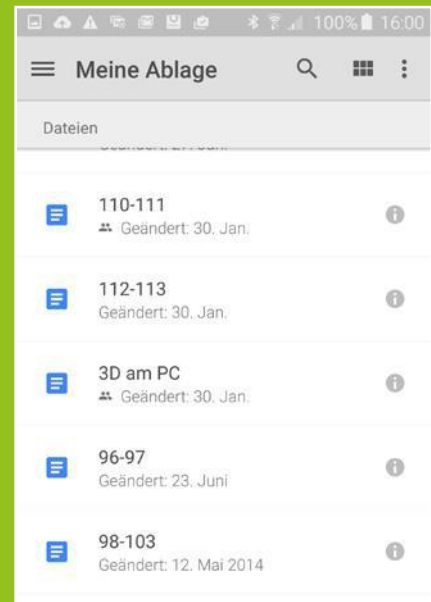 100% 16:00
Meine Ablage
Dateien
110-111
Geändert: 30. Jan.
112-113
Geändert: 30. Jan.
3D am PC
Geändert: 30. Jan.
96-97
Geändert: 23. Juni
98-103
Geändert: 12. Mai 2014